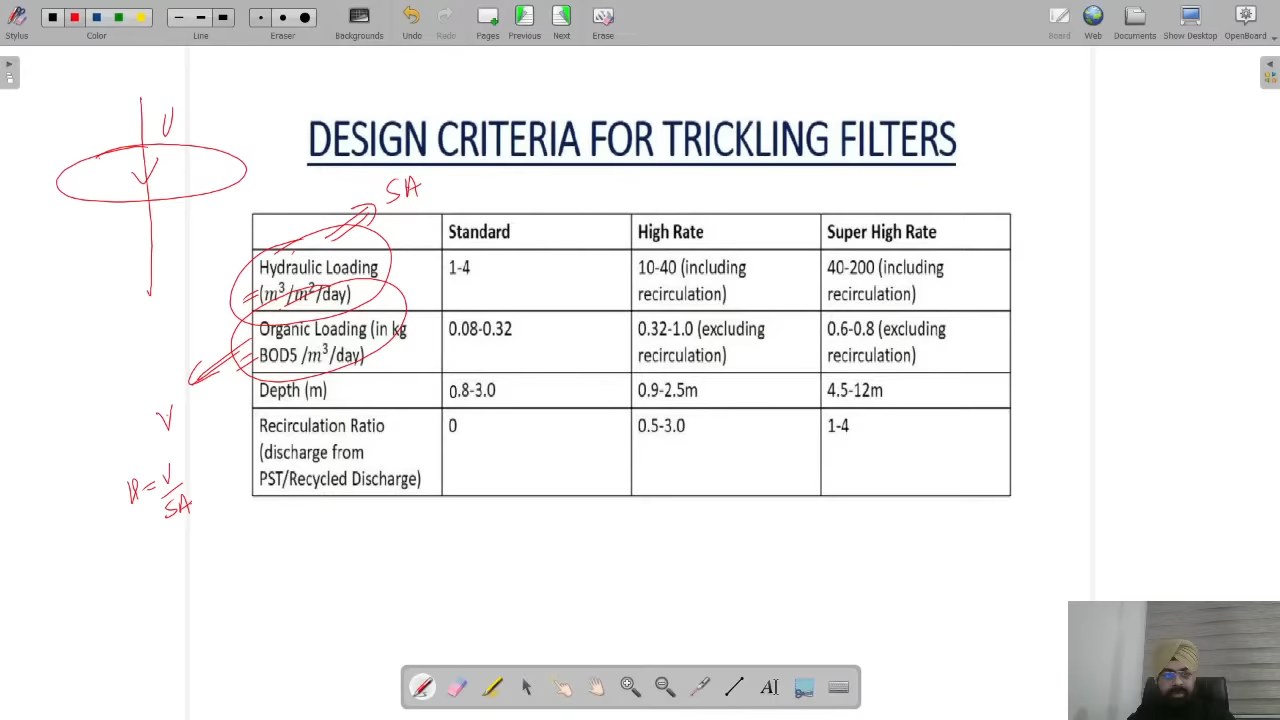 Stylus
Color
Line
Eraser
Backgrounds
Undo
Redo
Pages
Previous
Next
Erase
Board
Web
Documents
Show Desktop
OpenBoard
U
DESIGN CRITERIA FOR TRICKLING FILTERS
SA
Standard
High Rate
Super High Rate
Hydraulic Loading
(m³/m²/day)
1-4
10-40 (including
recirculation)
40-200 (including
recirculation)
Organic Loading (in kg
BOD5 /m³/day)
0.08-0.32
0.32-1.0 (excluding
recirculation)
0.6-0.8 (excluding
recirculation)
Depth (m)
0.8-3.0
0.9-2.5m
4.5-12m
Recirculation Ratio
(discharge from
PST/Recycled Discharge)
0
0.5-3.0
1-4
V
= V/SA